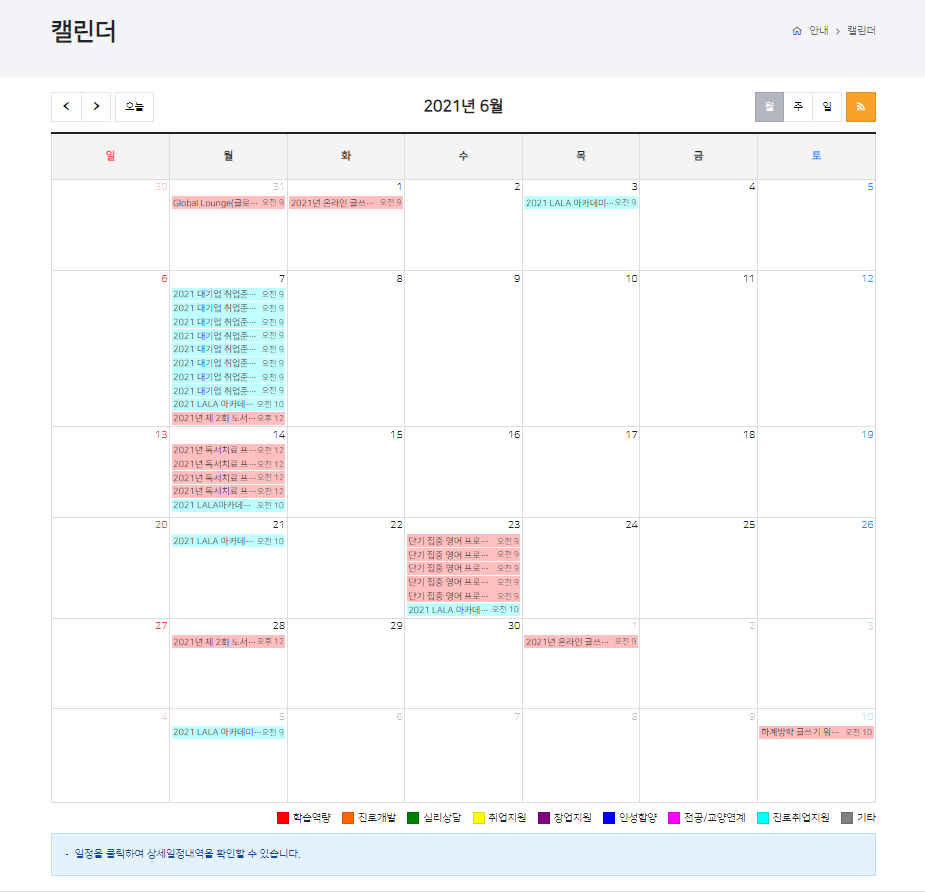 캘린더
안내 > 캘린더
오늘
2021년 6월
월 주 일
일 월 화 수 목 금 토
30 31 1 2 3 4 5
Global Lounge(글로··· 오전 9
2021년 온라인 글쓰··· 오전 9
2021 LALA 아카데미···오전 9
6 7 8 9 10 11 12
2021 대기업 취업준··· 오전 9
2021 대기업 취업준··· 오전 9
2021 대기업 취업준··· 오전 9
2021 대기업 취업준··· 오전 9
2021 대기업 취업준··· 오전 9
2021 대기업 취업준··· 오전 9
2021 대기업 취업준··· 오전 9
2021 대기업 취업준··· 오전 9
2021 LALA 아카데··· 오전 10
2021년 제 2회 도서···오후 12
13 14 15 16 17 18 19
2021년 독서치료 프···오전 12
2021년 독서치료 프···오전 12
2021년 독서치료 프···오전 12
2021년 독서치료 프···오전 12
2021 LALA아카데··· 오전 10
20 21 22 23 24 25 26
2021 LALA 아카데··· 오전 10
단기 집중 영어 프로··· 오전 9
단기 집중 영어 프로··· 오전 9
단기 집중 영어 프로··· 오전 9
단기 집중 영어 프로··· 오전 9
단기 집중 영어 프로··· 오전 9
2021 LALA 아카데··· 오전 10
27 28 29 30 1 2 3
2021년 제 2회 도서···오후 12
2021년 온라인 글쓰··· 오전 9
4 5 6 7 8 9 10
2021 LALA 아카데미···오전 9
하계방학 글쓰기 워··· 오전 10
학습역량 진로개발 심리상담 취업지원 창업지원 인성함양 전공/교양연계 진로취업지원 기타
· 일정을 클릭하여 상세일정내역을 확인할 수 있습니다.